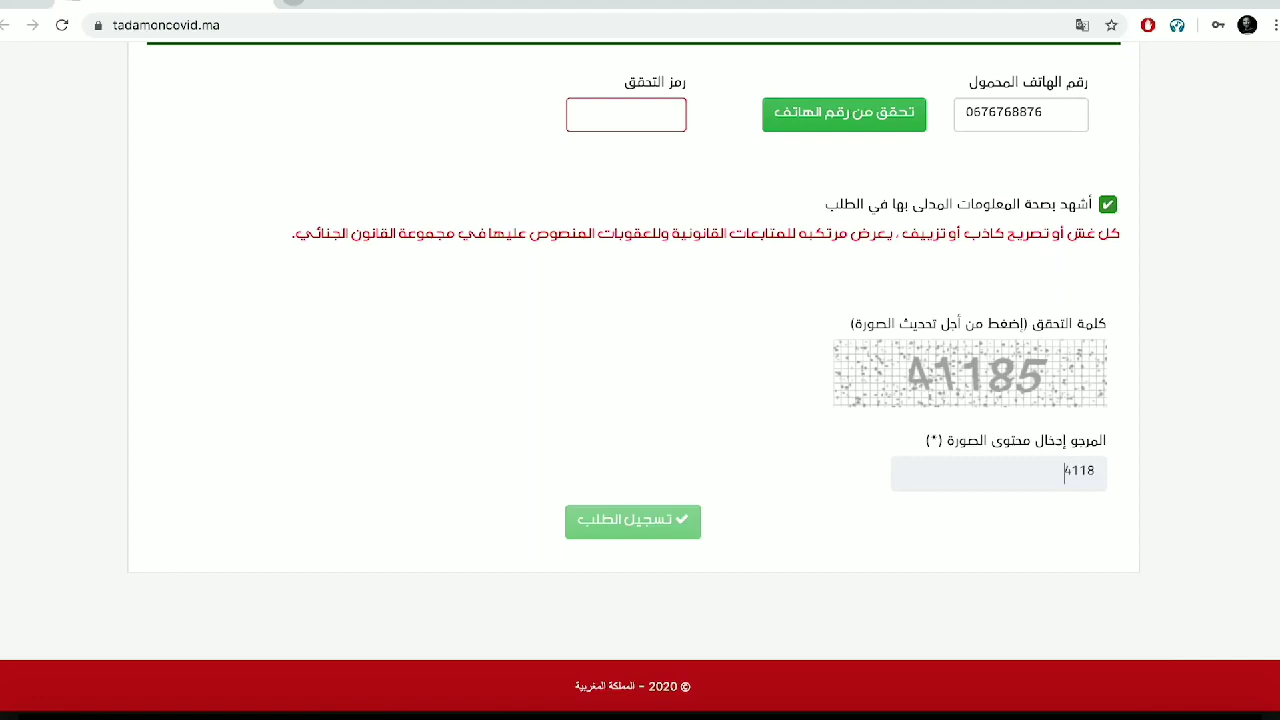 tadamoncovid.ma
رقم الهاتف المحمول
رمز التحقق
0676768876
تحقق من رقم الهاتف
أشهد بصحة المعلومات المدلى بها في الطلب
كل غش أو تصريح كاذب أو تزييف ، يعرض مرتكبه للمتابعات القانونية وللعقوبات المنصوص عليها في مجموعة القانون الجنائي.
كلمة التحقق (إضغط من أجل تحديث الصورة)
41185
المرجو إدخال محتوى الصورة (*)
4118
تسجيل الطلب
© 2020 - المملكة المغربية